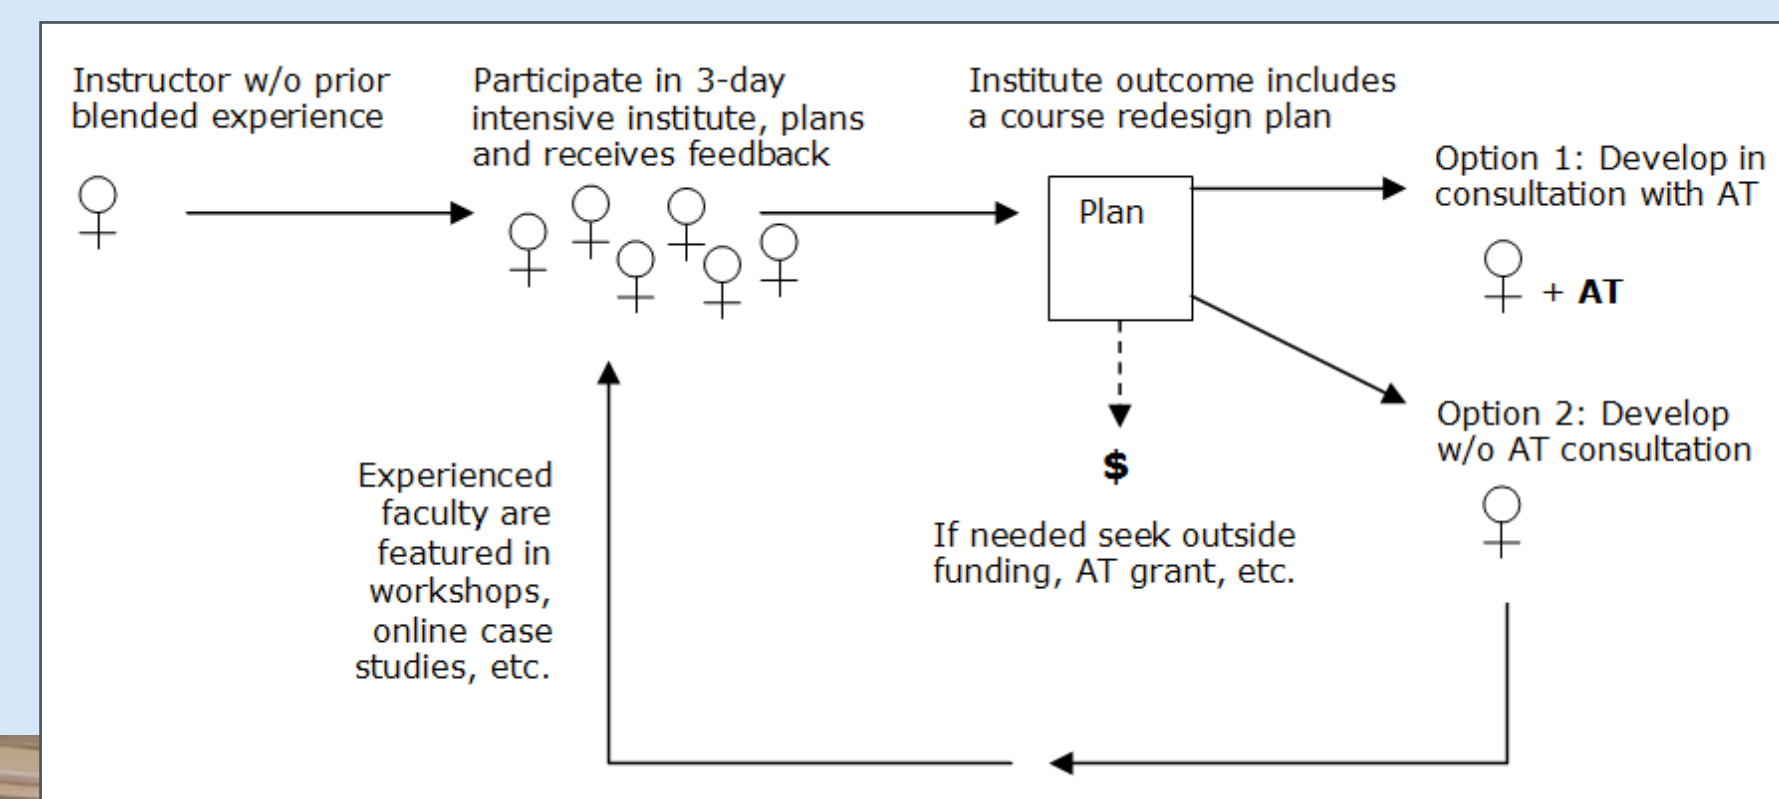 Instructor w/o prior
blended experience
Participate in 3-day
intensive institute, plans
and receives feedback
Institute outcome includes
a course redesign plan
Plan
Option 1: Develop in
consultation with AT
+ AT
Option 2: Develop
w/o AT consultation
$
If needed seek outside
funding, AT grant, etc.
Experienced
faculty are
featured in
workshops,
online case
studies, etc.